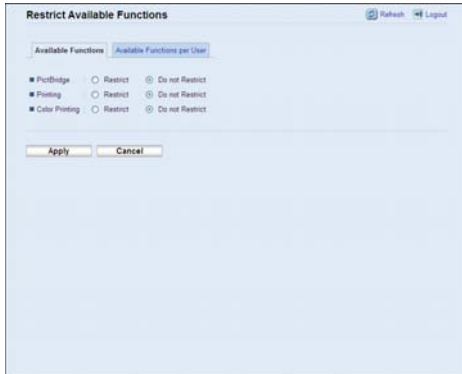 Restrict Available Functions
Refresh Logout
Available Functions Available Functions per User
PictBridge Restrict Do not Restrict
Printing Restrict Do not Restrict
Color Printing Restrict Do not Restrict
Apply Cancel